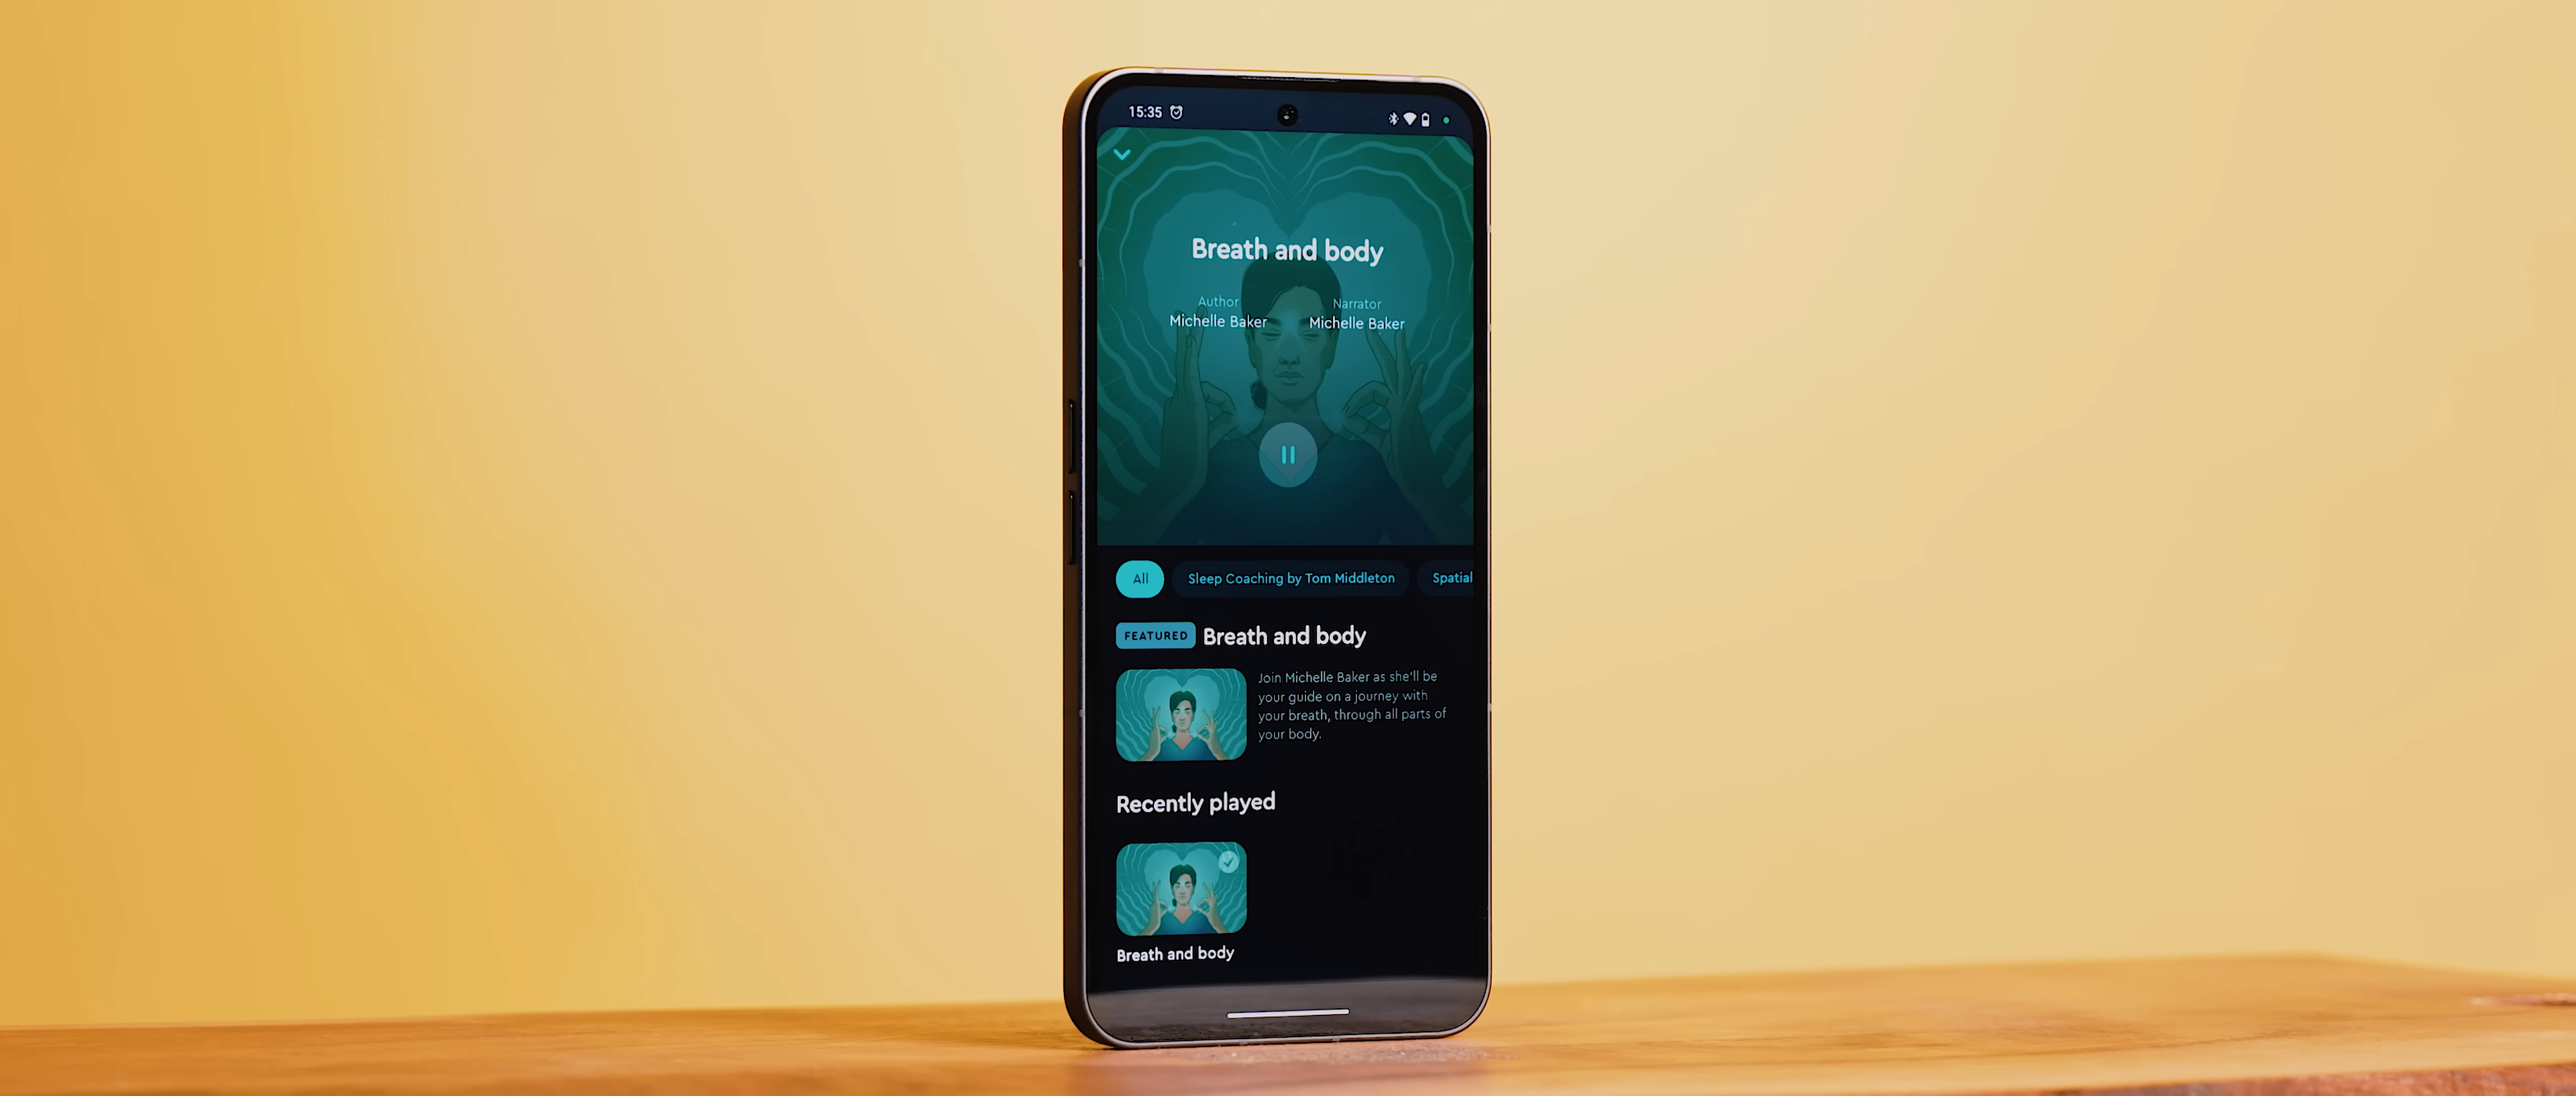 15:35
Breath and body
Author
Michelle Baker
Narrator
Michelle Baker
All
Sleep Coaching by Tom Middleton
Spatial
FEATURED
Breath and body
Join Michelle Baker as she'll be
your guide on a journey with
your breath, through all parts of
your body.
Recently played
Breath and body